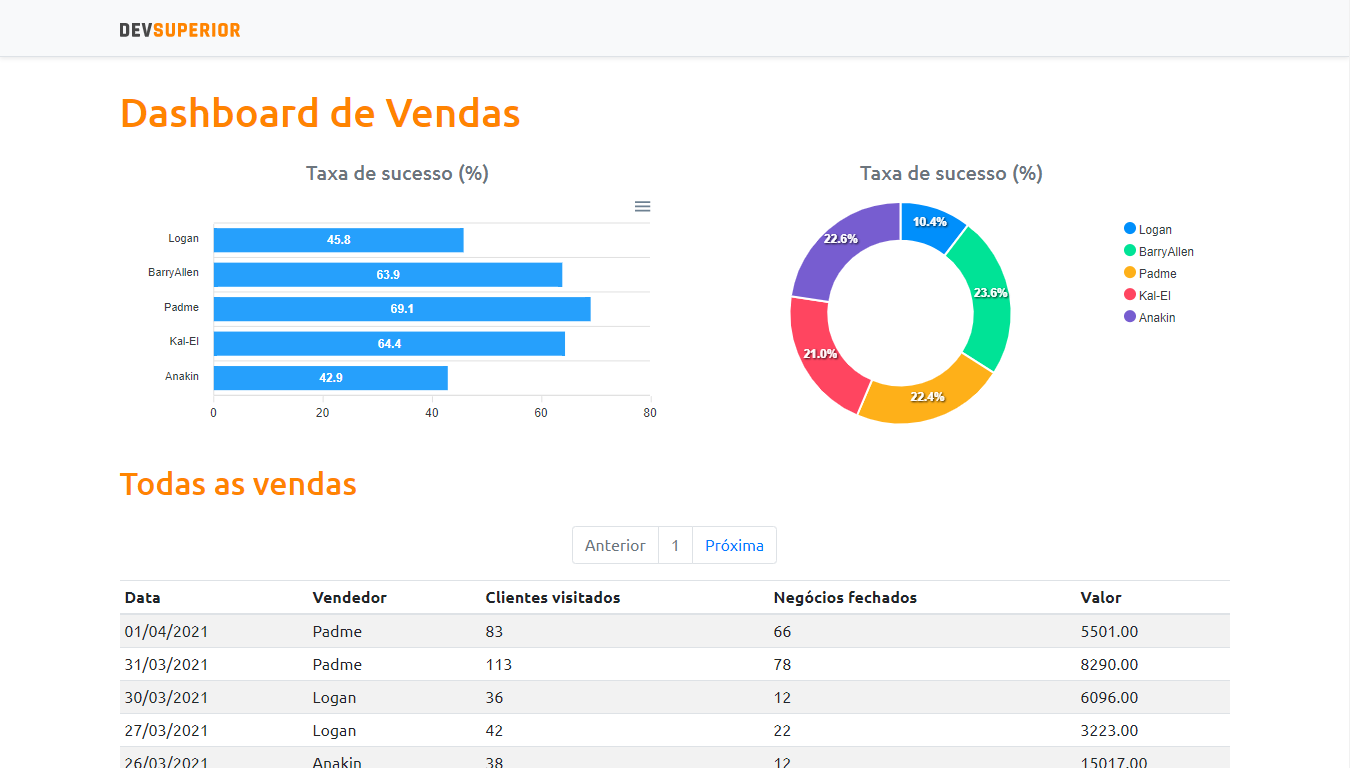 DEVSUPERIOR
Dashboard de Vendas
Taxa de sucesso (%)
Logan 45.8
BarryAllen 63.9
Padme 69.1
Kal-El 64.4
Anakin 42.9
0 20 40 60 80
Taxa de sucesso (%)
10.4%
23.6%
22.4%
21.0%
22.6%
Logan
BarryAllen
Padme
Kal-El
Anakin
Todas as vendas
Anterior 1 Próxima
Data Vendedor Clientes visitados Negócios fechados Valor
01/04/2021 Padme 83 66 5501.00
31/03/2021 Padme 113 78 8290.00
30/03/2021 Logan 36 12 6096.00
27/03/2021 Logan 42 22 3223.00
26/03/2021 Anakin 38 12 15017.00